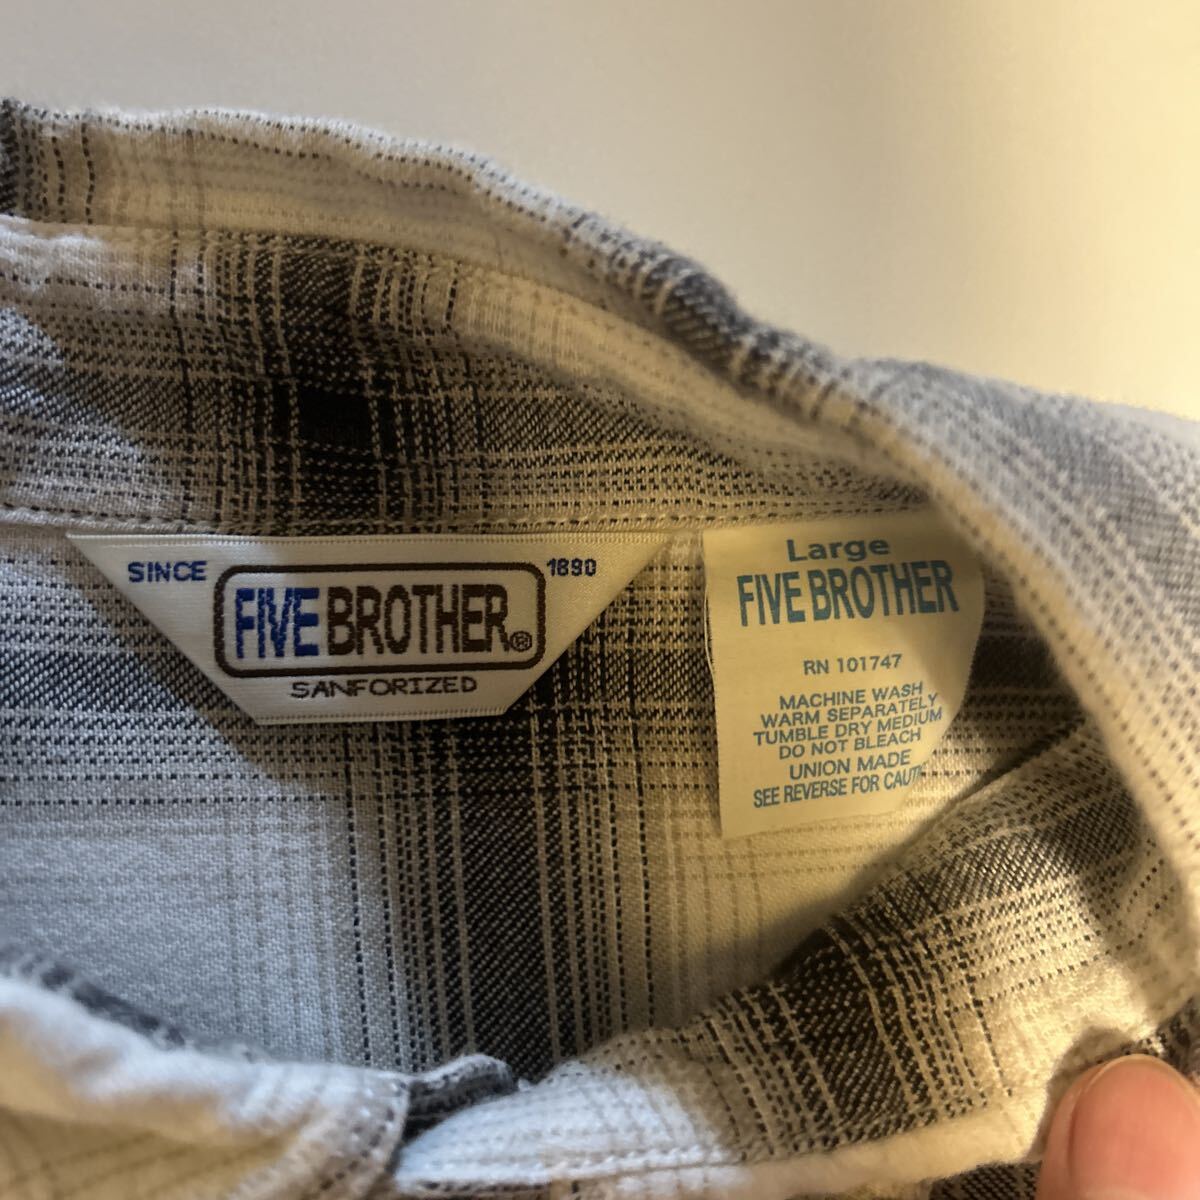 SINCE 1890
FIVE BROTHER®
SANFORIZED
Large
FIVE BROTHER
RN 101747
MACHINE WASH
WARM SEPARATELY
TUMBLE DRY MEDIUM
DO NOT BLEACH
UNION MADE
SEE REVERSE FOR